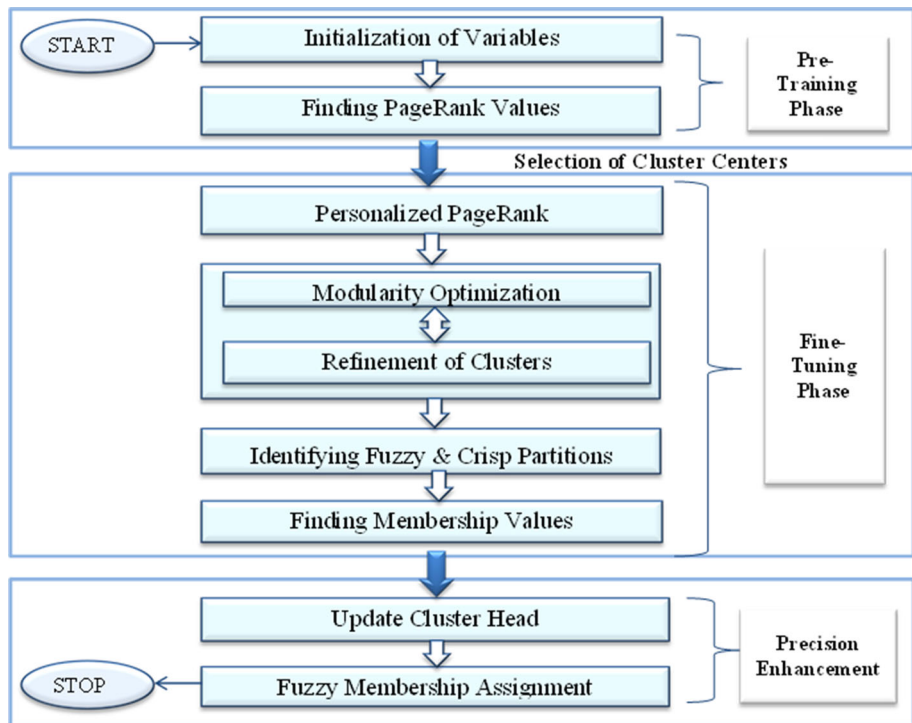 START
Initialization of Variables
Finding PageRank Values
Pre-
Training
Phase
Selection of Cluster Centers
Personalized PageRank
Modularity Optimization
Refinement of Clusters
Identifying Fuzzy & Crisp Partitions
Finding Membership Values
Fine-
Tuning
Phase
Update Cluster Head
Fuzzy Membership Assignment
STOP
Precision
Enhancement